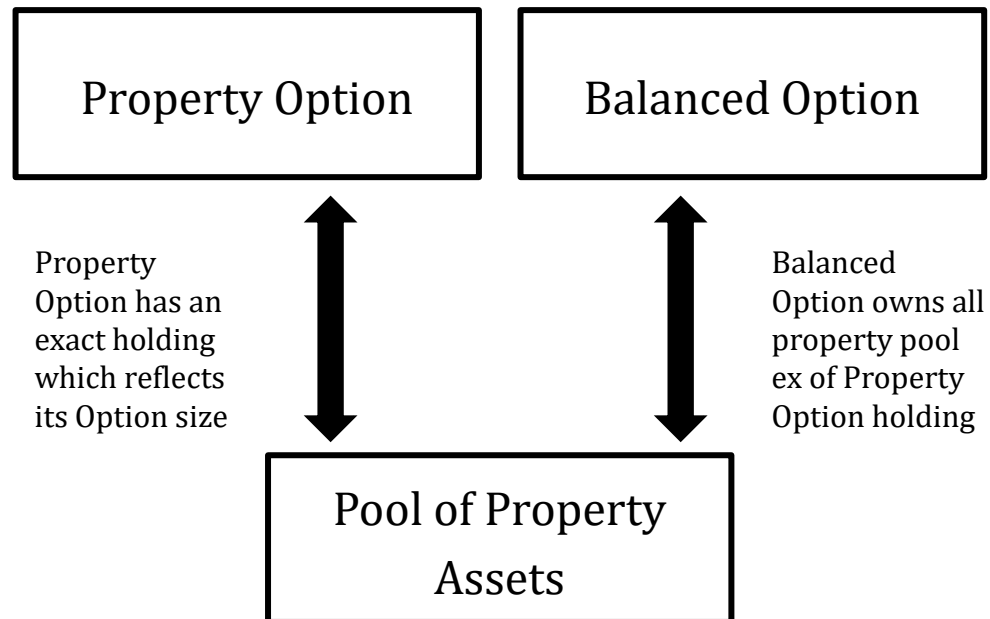 Property Option
Balanced Option
Property
Option has an
exact holding
which reflects
its Option size
Balanced
Option owns all
property pool
ex of Property
Option holding
Pool of Property
Assets